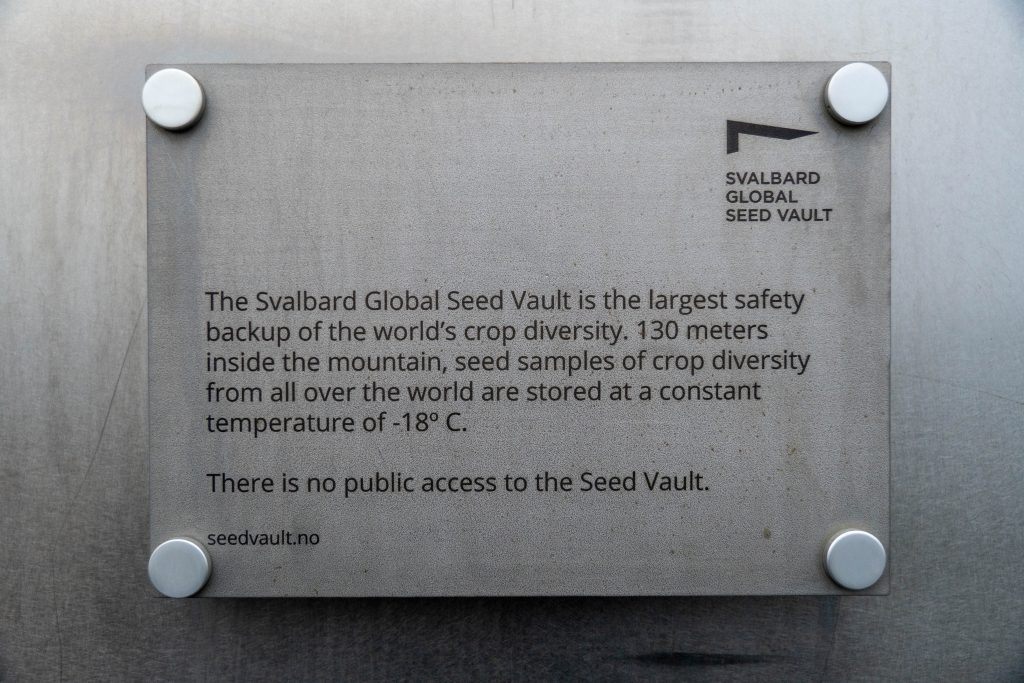 SVALBARD
GLOBAL
SEED VAULT
The Svalbard Global Seed Vault is the largest safety
backup of the world’s crop diversity. 130 meters
inside the mountain, seed samples of crop diversity
from all over the world are stored at a constant
temperature of -18º C.
There is no public access to the Seed Vault.
seedvault.no